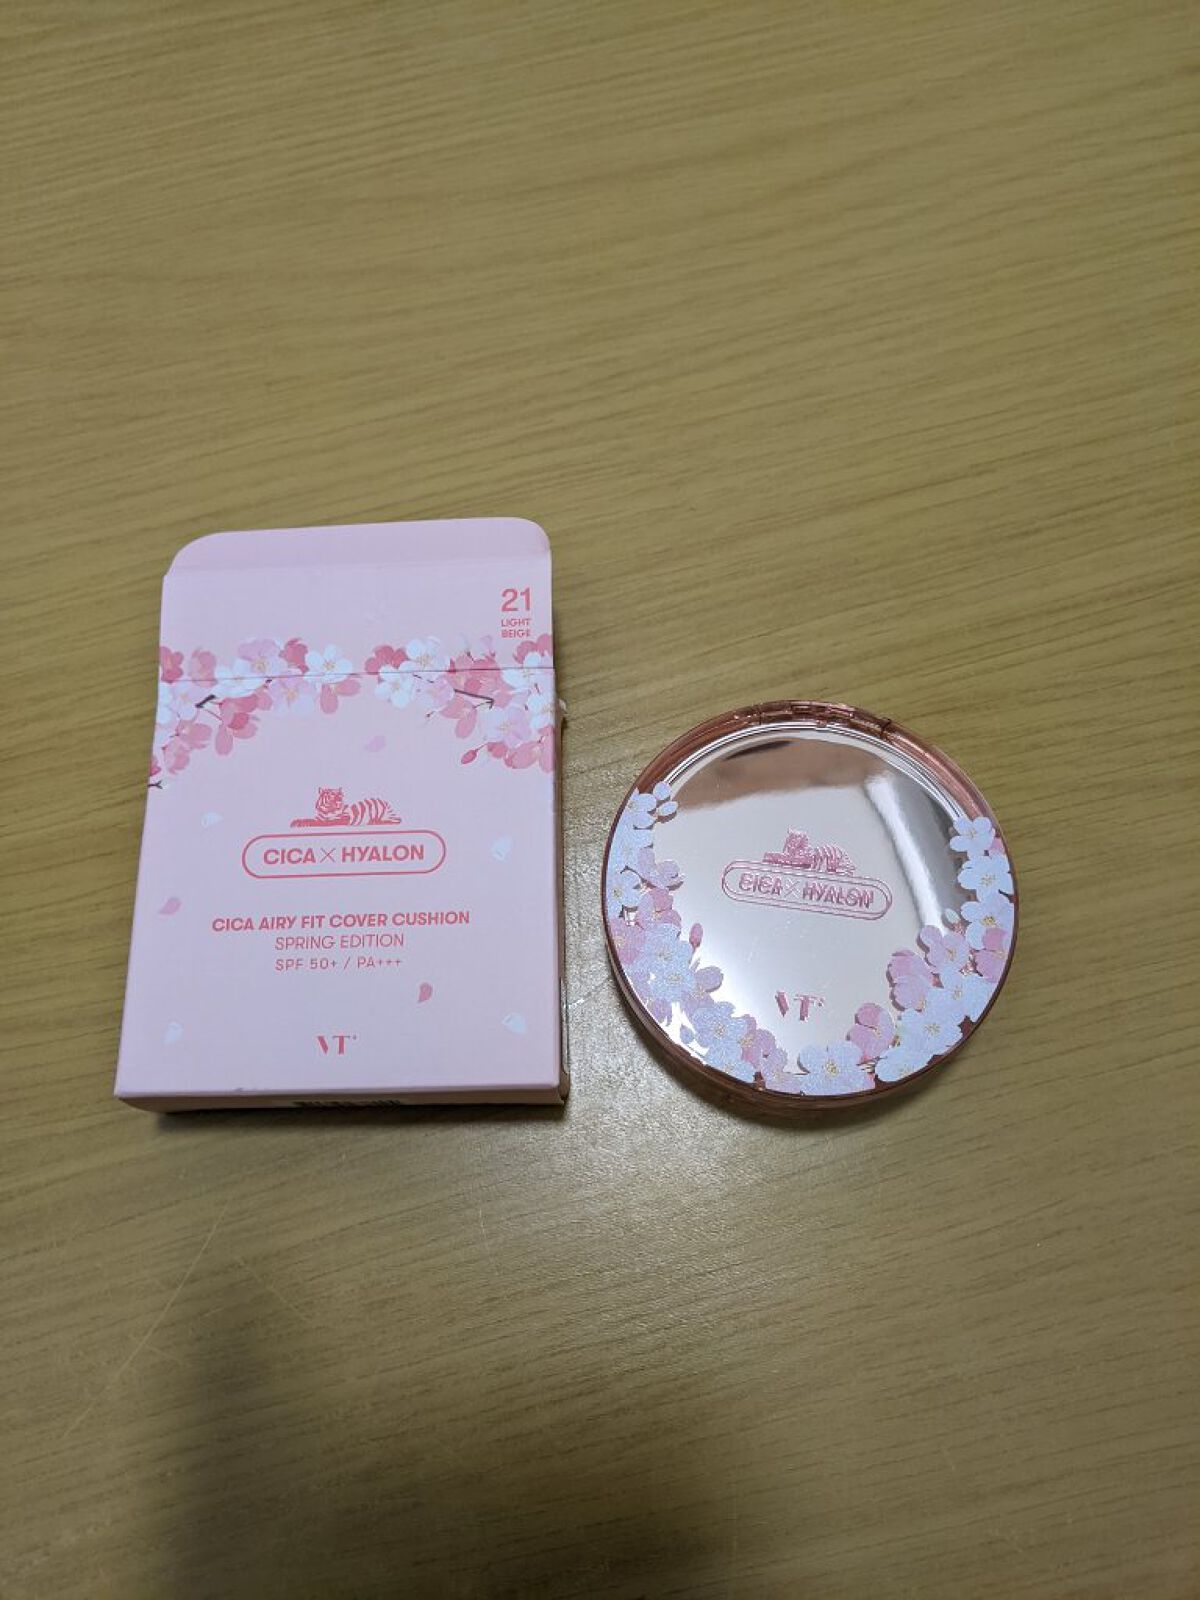 21
LIGHT
BEIGE
CICA×HYALON
CICA AIRY FIT COVER CUSHION
SPRING EDITION
SPF 50+ / PA+++
VT
CICA×HYALON
VT